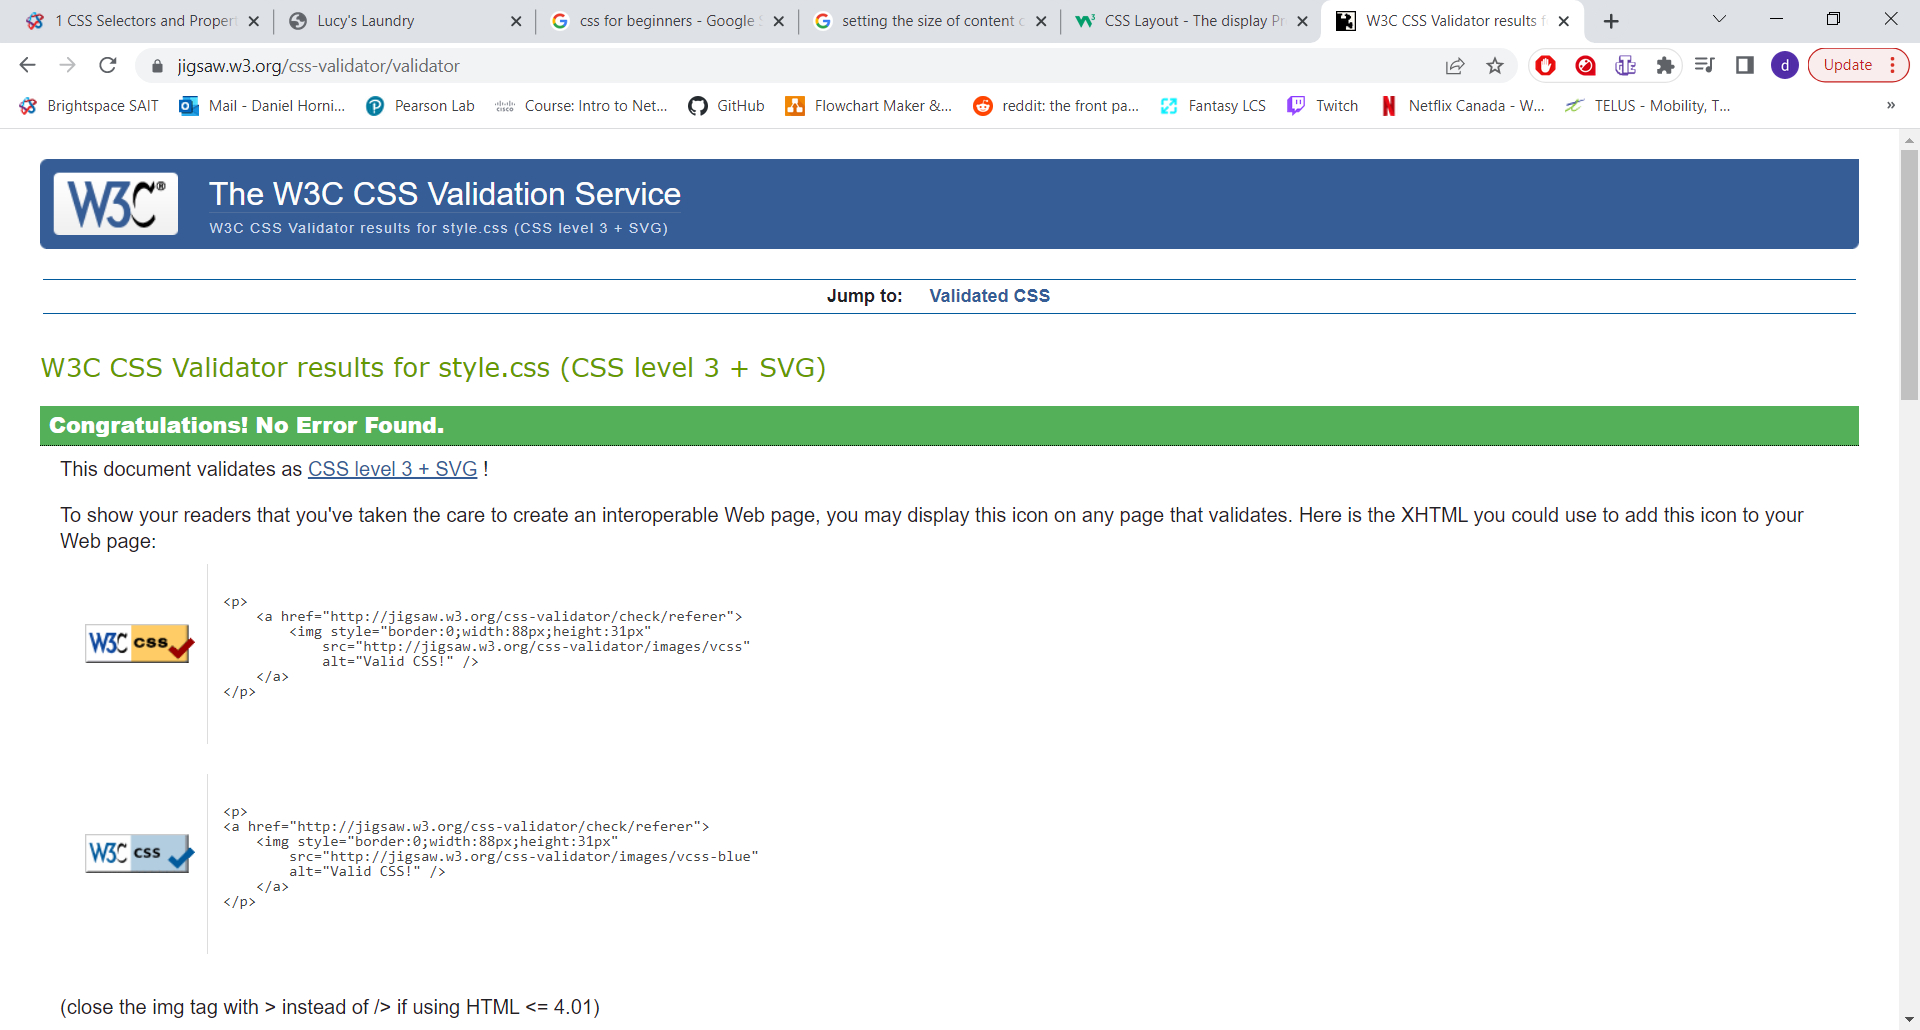 1 CSS Selectors and Propert
Lucy's Laundry
css for beginners - Google S
setting the size of content o
CSS Layout - The display Pr
W3C CSS Validator results f
jigsaw.w3.org/css-validator/validator
d
Update
Brightspace SAIT
Mail - Daniel Horni...
Pearson Lab
Course: Intro to Net...
GitHub
Flowchart Maker &...
reddit: the front pa...
Fantasy LCS
Twitch
Netflix Canada - W...
TELUS - Mobility, T...
»
W3C®
The W3C CSS Validation Service
W3C CSS Validator results for style.css (CSS level 3 + SVG)
Jump to: Validated CSS
W3C CSS Validator results for style.css (CSS level 3 + SVG)
Congratulations! No Error Found.
This document validates as CSS level 3 + SVG !
To show your readers that you've taken the care to create an interoperable Web page, you may display this icon on any page that validates. Here is the XHTML you could use to add this icon to your
Web page:
W3C css
<p>
<a href="http://jigsaw.w3.org/css-validator/check/referer">
<img style="border:0;width:88px;height:31px"
src="http://jigsaw.w3.org/css-validator/images/vcss"
alt="Valid CSS!" />
</a>
</p>
W3C css
<p>
<a href="http://jigsaw.w3.org/css-validator/check/referer">
<img style="border:0;width:88px;height:31px"
src="http://jigsaw.w3.org/css-validator/images/vcss-blue"
alt="Valid CSS!" />
</a>
</p>
(close the img tag with > instead of /> if using HTML <= 4.01)